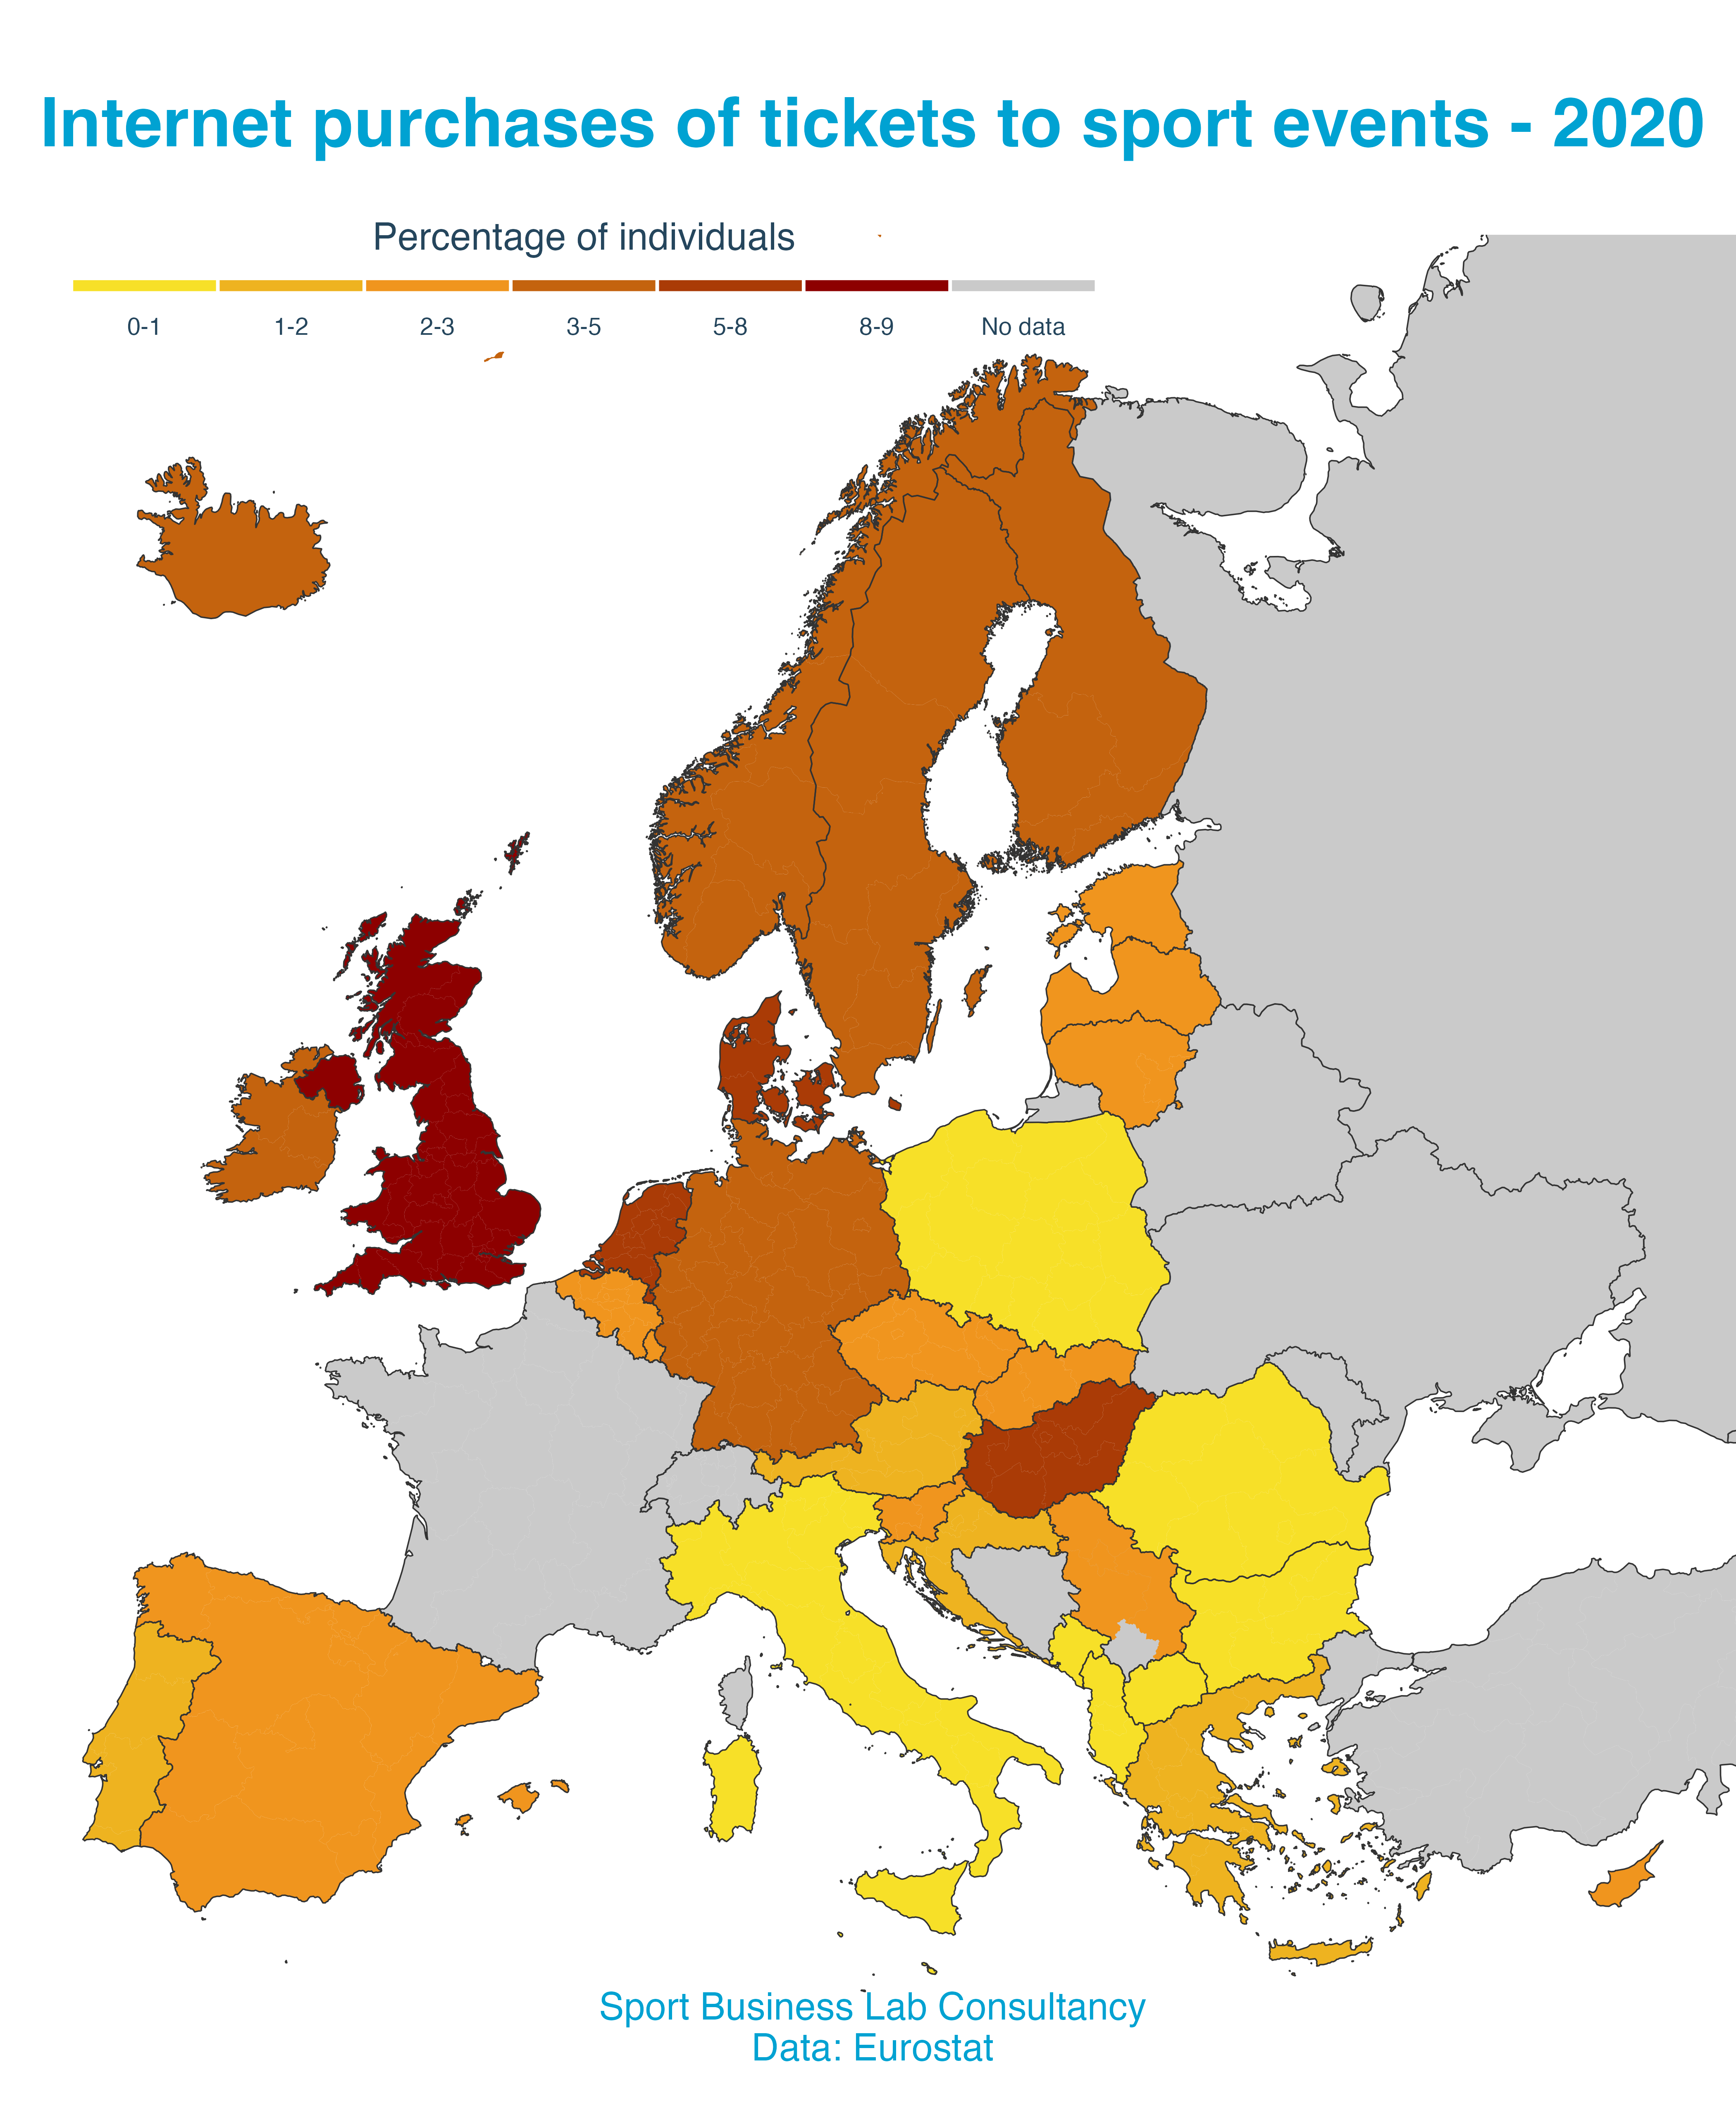 Internet purchases of tickets to sport events - 2020
Percentage of individuals
0-1 1-2 2-3 3-5 5-8 8-9 No data
Sport Business Lab Consultancy
Data: Eurostat